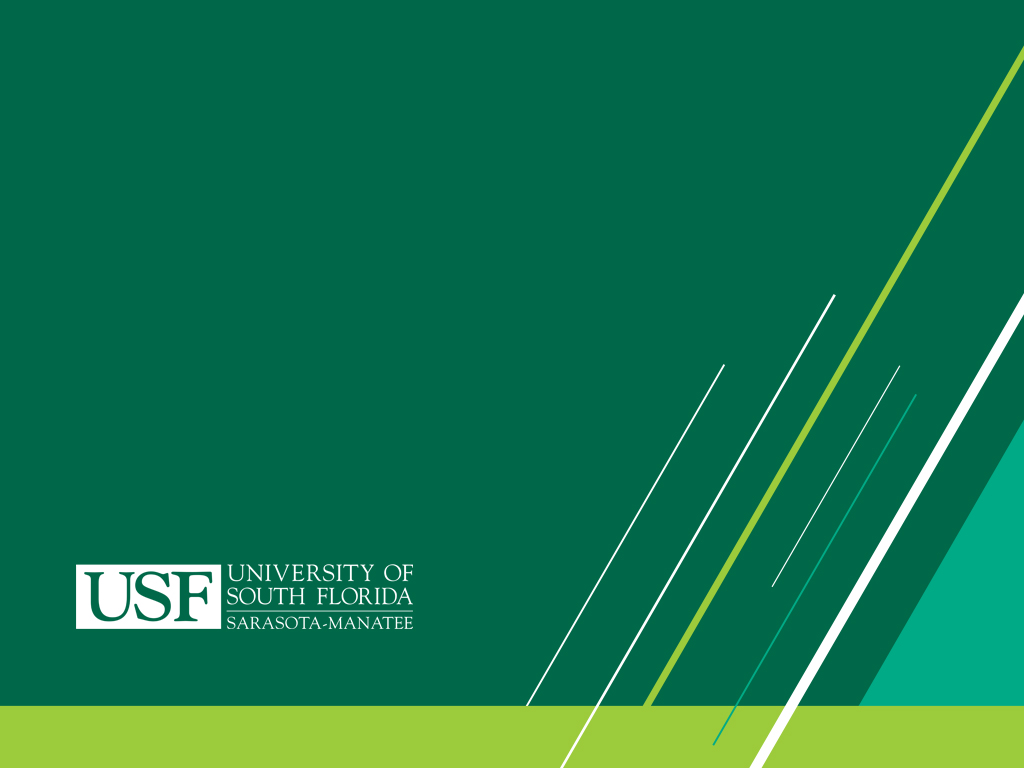 USF
UNIVERSITY OF
SOUTH FLORIDA
SARASOTA-MANATEE